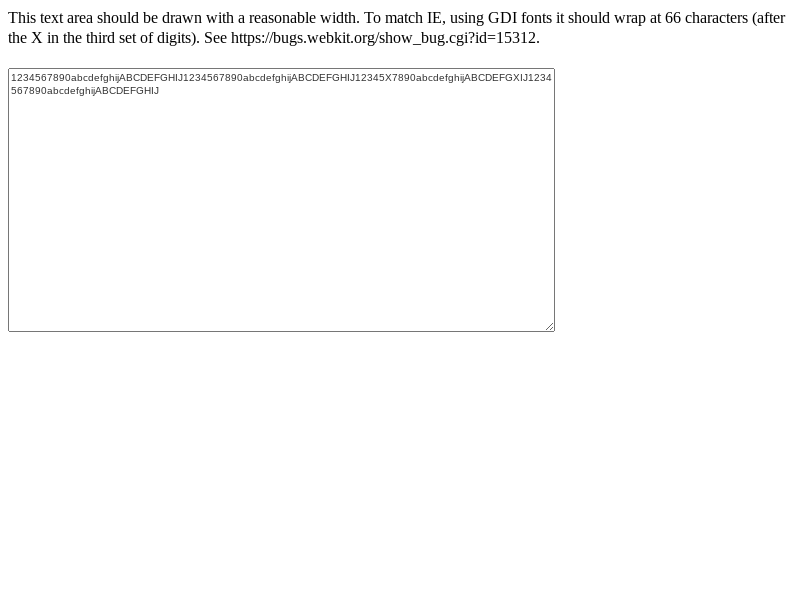 This text area should be drawn with a reasonable width. To match IE, using GDI fonts it should wrap at 66 characters (after
the X in the third set of digits). See https://bugs.webkit.org/show_bug.cgi?id=15312.
1234567890abcdefghijABCDEFGHIJ1234567890abcdefghijABCDEFGHIJ12345X7890abcdefghijABCDEFGXIJ1234
567890abcdefghijABCDEFGHIJ